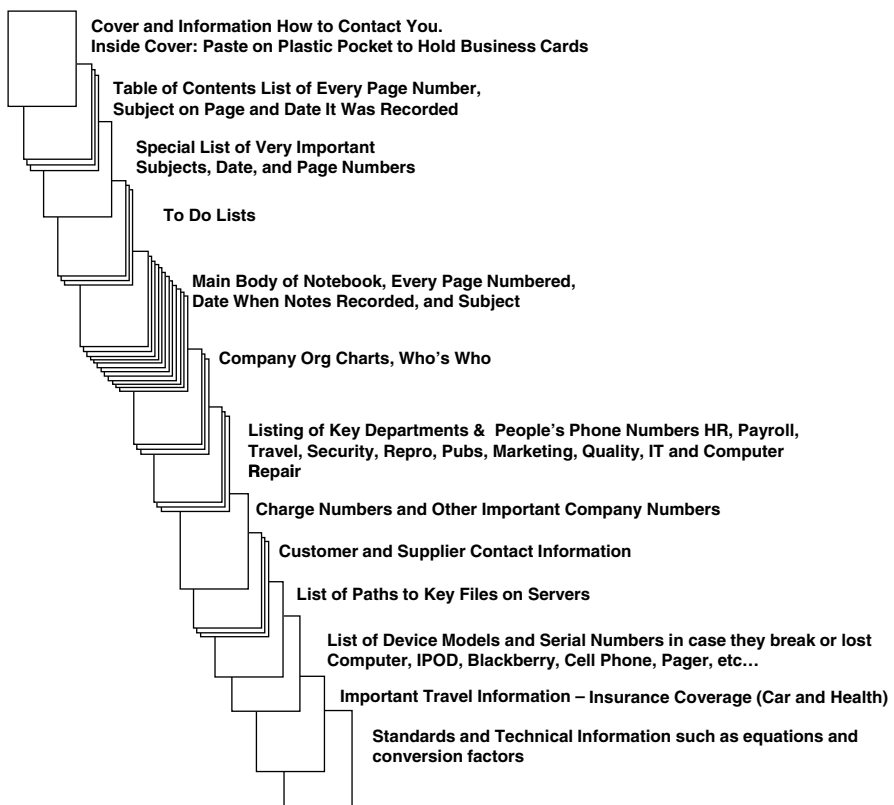 Cover and Information How to Contact You.
Inside Cover: Paste on Plastic Pocket to Hold Business Cards
Table of Contents List of Every Page Number,
Subject on Page and Date It Was Recorded
Special List of Very Important
Subjects, Date, and Page Numbers
To Do Lists
Main Body of Notebook, Every Page Numbered,
Date When Notes Recorded, and Subject
Company Org Charts, Who's Who
Listing of Key Departments & People's Phone Numbers HR, Payroll,
Travel, Security, Repro, Pubs, Marketing, Quality, IT and Computer
Repair
Charge Numbers and Other Important Company Numbers
Customer and Supplier Contact Information
List of Paths to Key Files on Servers
List of Device Models and Serial Numbers in case they break or lost
Computer, IPOD, Blackberry, Cell Phone, Pager, etc…
Important Travel Information – Insurance Coverage (Car and Health)
Standards and Technical Information such as equations and
conversion factors